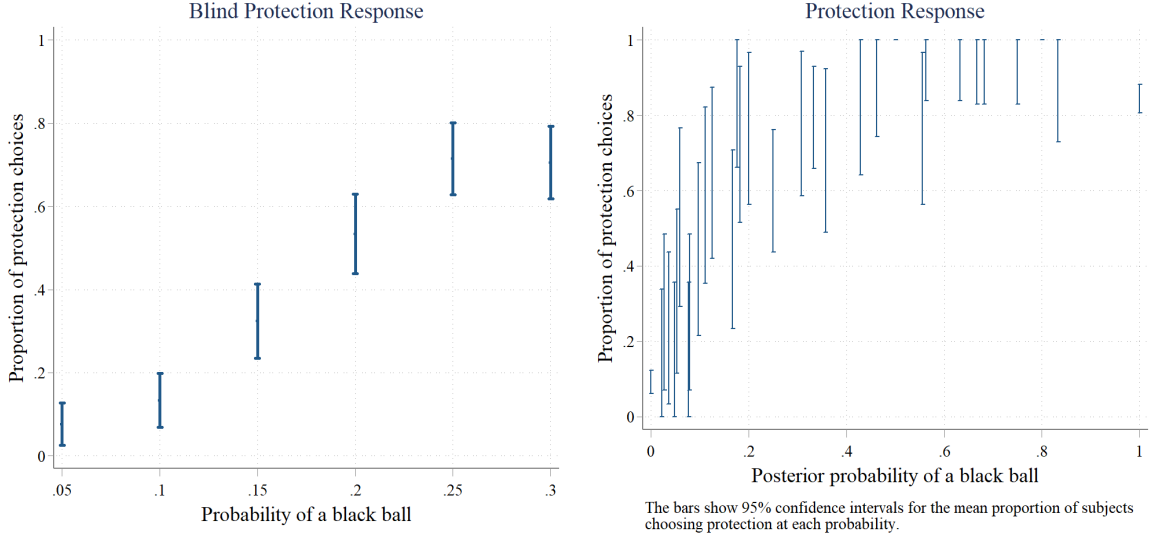 Blind Protection Response
Proportion of protection choices
1
.8
.6
.4
.2
0
.05 .1 .15 .2 .25 .3
Probability of a black ball
Protection Response
Proportion of protection choices
1
.8
.6
.4
.2
0
0 .2 .4 .6 .8 1
Posterior probability of a black ball
The bars show 95% confidence intervals for the mean proportion of subjects
choosing protection at each probability.